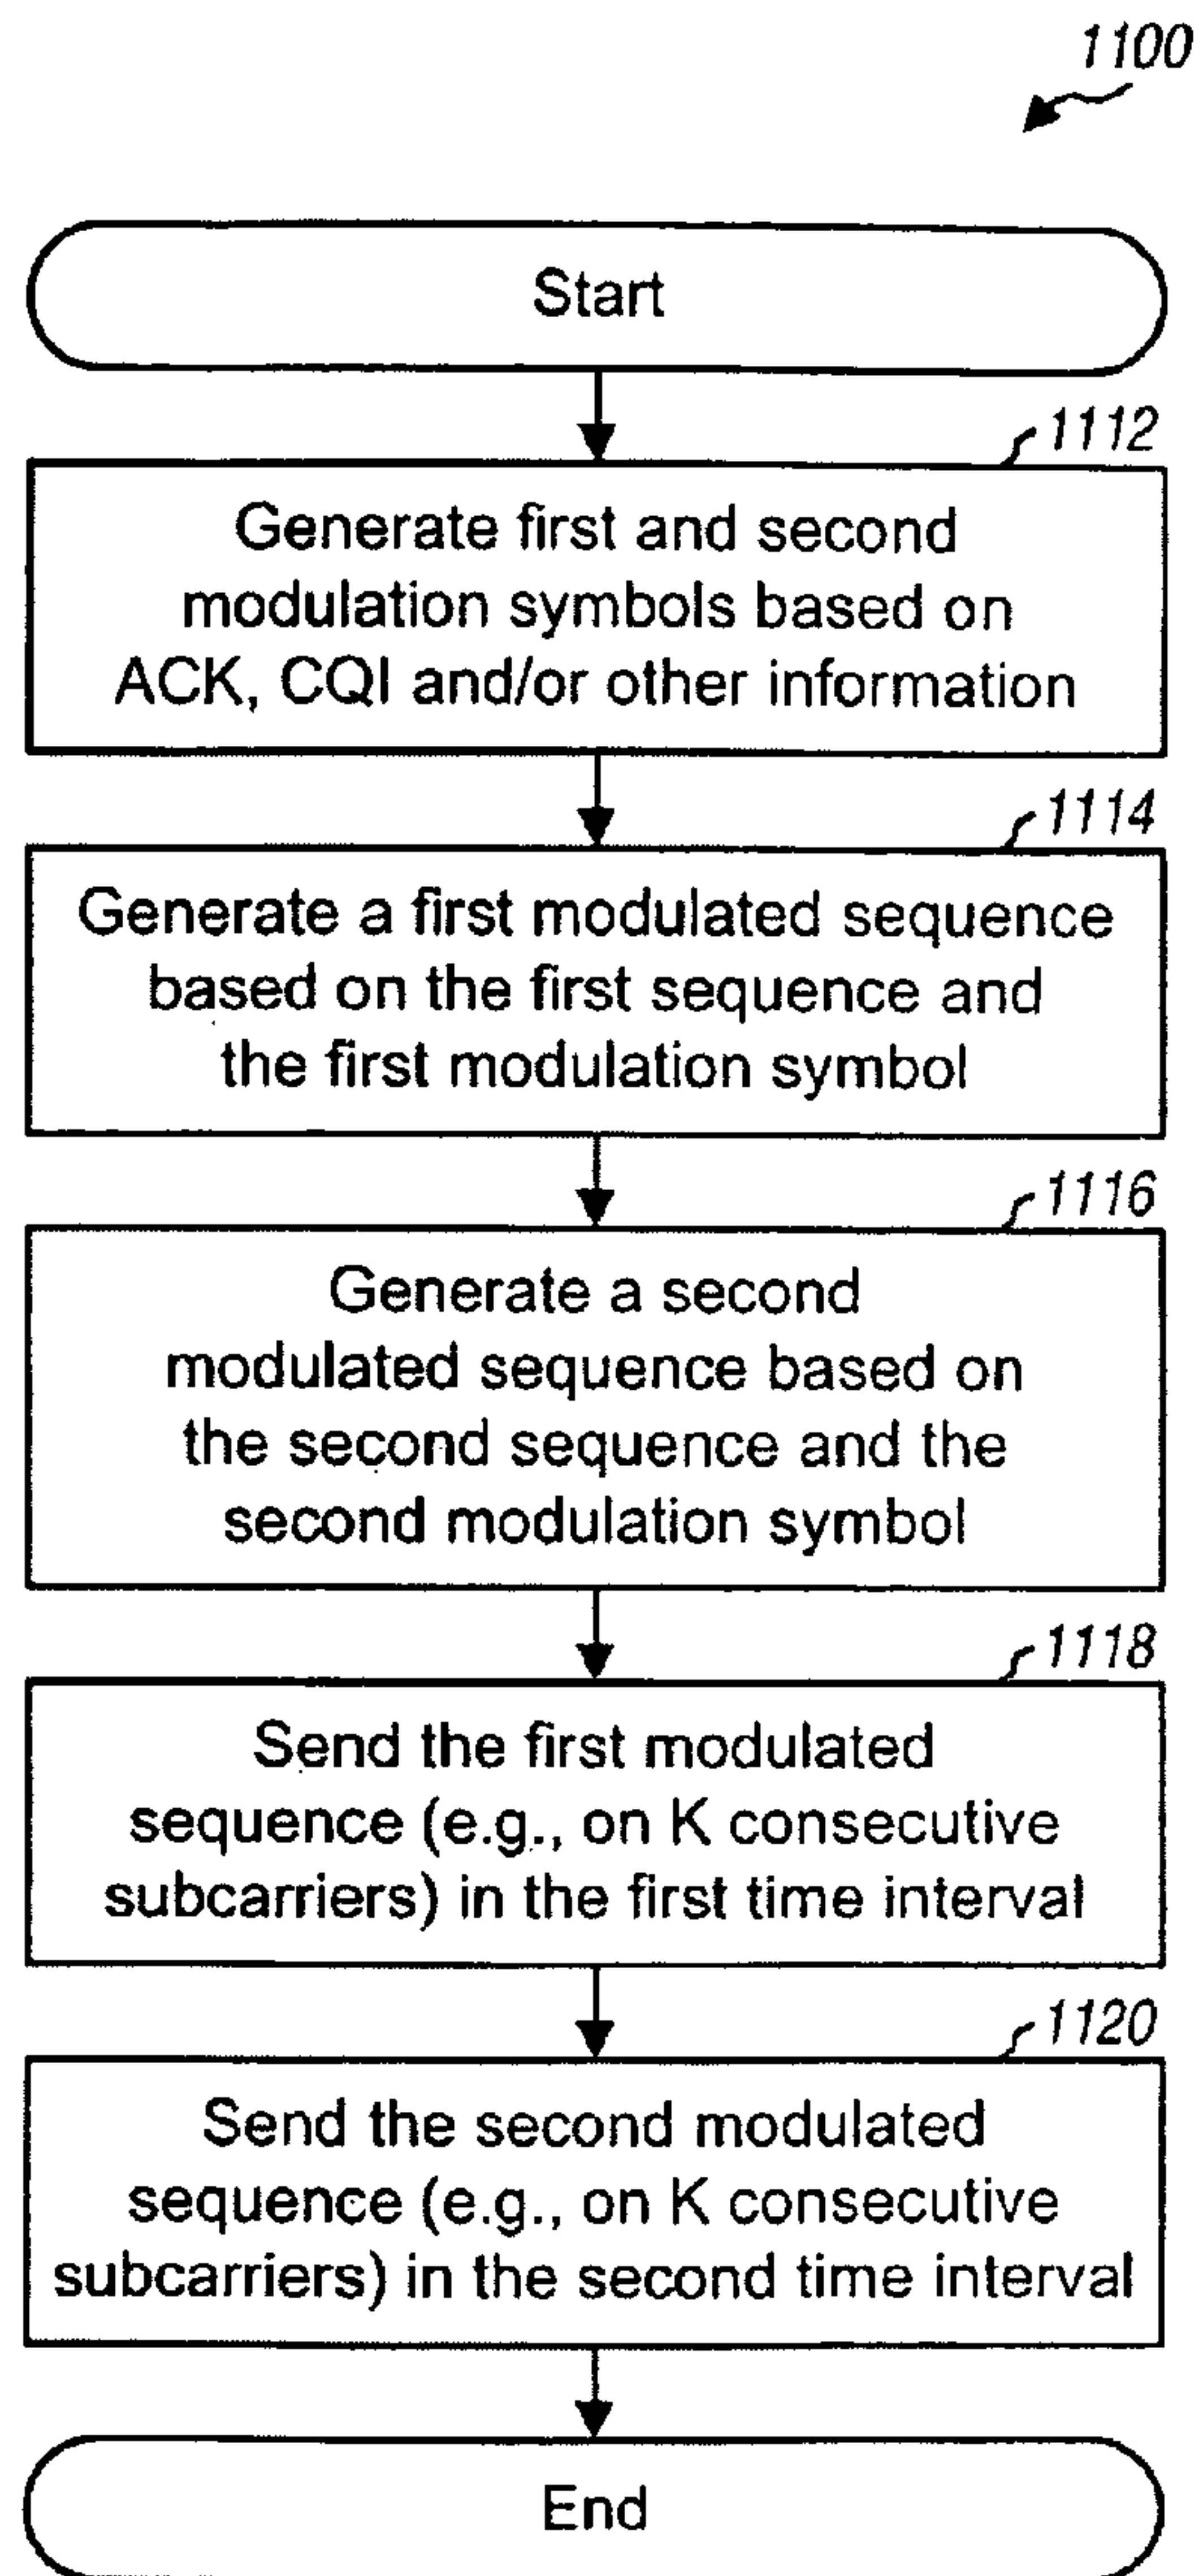 1100
Start
1112
Generate first and second
modulation symbols based on
ACK, CQI and/or other information
1114
Generate a first modulated sequence
based on the first sequence and
the first modulation symbol
1116
Generate a second
modulated sequence based on
the second sequence and the
second modulation symbol
1118
Send the first modulated
sequence (e.g., on K consecutive
subcarriers) in the first time interval
1120
Send the second modulated
sequence (e.g., on K consecutive
subcarriers) in the second time interval
End